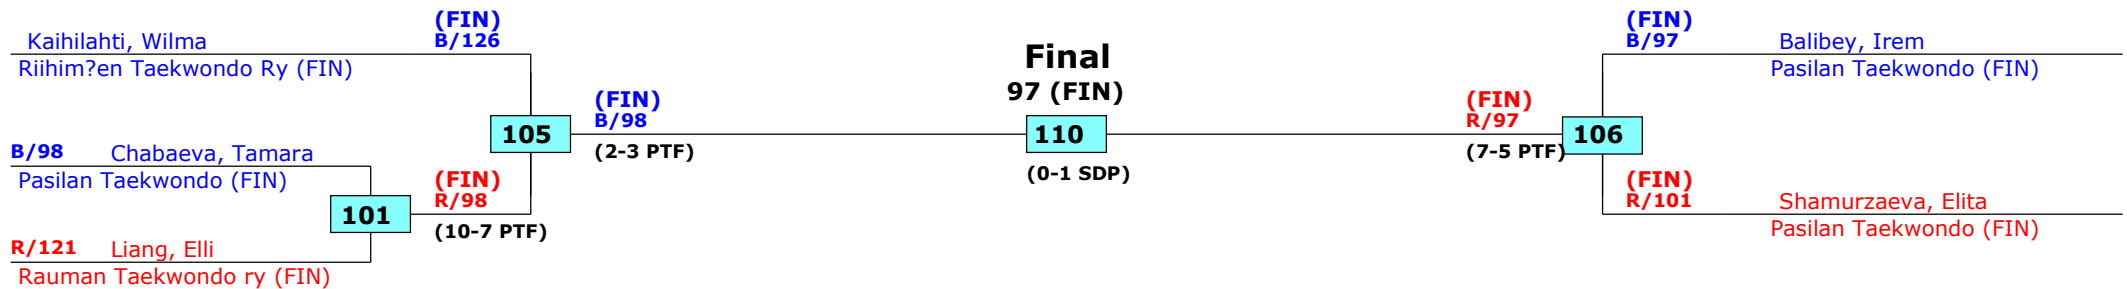 (FIN)
B/126
Kaihilahti, Wilma
Riihim?en Taekwondo Ry (FIN)
B/98 Chabaeva, Tamara
Pasilan Taekwondo (FIN)
R/121 Liang, Elli
Rauman Taekwondo ry (FIN)
101
(FIN)
R/98
(10-7 PTF)
105
(FIN)
B/98
(2-3 PTF)
Final
97 (FIN)
110
(0-1 SDP)
(FIN)
R/97
(7-5 PTF)
106
(FIN)
B/97
Balibey, Irem
Pasilan Taekwondo (FIN)
(FIN)
R/101
Shamurzaeva, Elita
Pasilan Taekwondo (FIN)